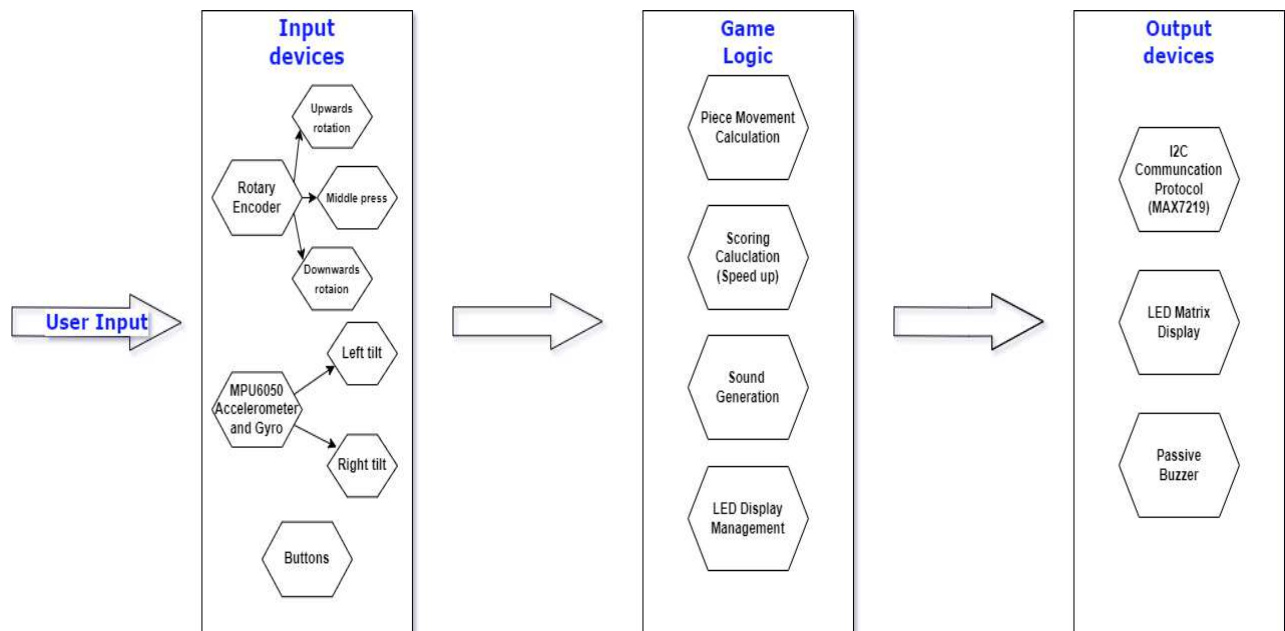 User Input
Input
devices
Upwards
rotation
Rotary
Encoder
Middle press
Downwards
rotaion
Left tilt
MPU6050
Accelerometer
and Gyro
Right tilt
Buttons
Game
Logic
Piece Movement
Calculation
Scoring
Caluclation
(Speed up)
Sound
Generation
LED Display
Management
Output
devices
I2C
Communcation
Protocol
(MAX7219)
LED Matrix
Display
Passive
Buzzer